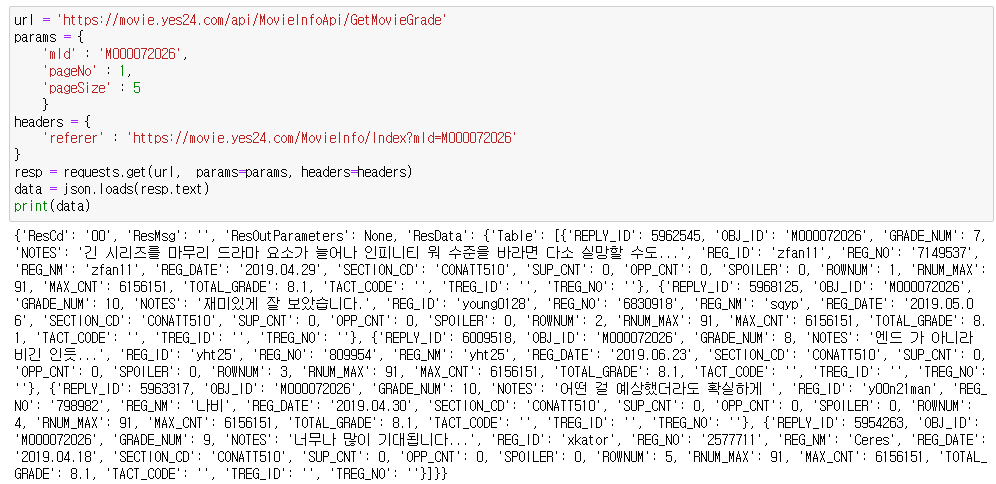 url = 'https://movie.yes24.com/api/MovieInfoApi/GetMovieGrade'
params = {
    'mId' : 'M000072026',
    'pageNo' : 1,
    'pageSize' : 5
    }
headers = {
    'referer' : 'https://movie.yes24.com/MovieInfo/Index?mId=M000072026'
}
resp = requests.get(url,  params=params, headers=headers)
data = json.loads(resp.text)
print(data)
{'ResCd': '00', 'ResMsg': '', 'ResOutParameters': None, 'ResData': {'Table': [{'REPLY_ID': 5962545, 'OBJ_ID': 'M000072026', 'GRADE_NUM': 7,
'NOTES': '긴 시리즈를 마무리 드라마 요소가 늘어나 인피니티 워 수준을 바라면 다소 실망할 수도...', 'REG_ID': 'zfan11', 'REG_NO': '7149537',
'REG_NM': 'zfan11', 'REG_DATE': '2019.04.29', 'SECTION_CD': 'CONATT510', 'SUP_CNT': 0, 'OPP_CNT': 0, 'SPOILER': 0, 'ROWNUM': 1, 'RNUM_MAX':
91, 'MAX_CNT': 6156151, 'TOTAL_GRADE': 8.1, 'TACT_CODE': '', 'TREG_ID': '', 'TREG_NO': ''}, {'REPLY_ID': 5968125, 'OBJ_ID': 'M000072026',
'GRADE_NUM': 10, 'NOTES': '재미있게 잘 보았습니다.', 'REG_ID': 'young0128', 'REG_NO': '6830918', 'REG_NM': 'sqyp', 'REG_DATE': '2019.05.0
6', 'SECTION_CD': 'CONATT510', 'SUP_CNT': 0, 'OPP_CNT': 0, 'SPOILER': 0, 'ROWNUM': 2, 'RNUM_MAX': 91, 'MAX_CNT': 6156151, 'TOTAL_GRADE': 8.
1, 'TACT_CODE': '', 'TREG_ID': '', 'TREG_NO': ''}, {'REPLY_ID': 6009518, 'OBJ_ID': 'M000072026', 'GRADE_NUM': 8, 'NOTES': '엔드 가 아니라
비긴 인듯...', 'REG_ID': 'yht25', 'REG_NO': '809954', 'REG_NM': 'yht25', 'REG_DATE': '2019.06.23', 'SECTION_CD': 'CONATT510', 'SUP_CNT': 0,
'OPP_CNT': 0, 'SPOILER': 0, 'ROWNUM': 3, 'RNUM_MAX': 91, 'MAX_CNT': 6156151, 'TOTAL_GRADE': 8.1, 'TACT_CODE': '', 'TREG_ID': '', 'TREG_NO':
''}, {'REPLY_ID': 5963317, 'OBJ_ID': 'M000072026', 'GRADE_NUM': 10, 'NOTES': '어떤 걸 예상했더라도 확실하게 ', 'REG_ID': 'y00n21man', 'REG_
NO': '798982', 'REG_NM': '나비', 'REG_DATE': '2019.04.30', 'SECTION_CD': 'CONATT510', 'SUP_CNT': 0, 'OPP_CNT': 0, 'SPOILER': 0, 'ROWNUM':
4, 'RNUM_MAX': 91, 'MAX_CNT': 6156151, 'TOTAL_GRADE': 8.1, 'TACT_CODE': '', 'TREG_ID': '', 'TREG_NO': ''}, {'REPLY_ID': 5954263, 'OBJ_ID':
'M000072026', 'GRADE_NUM': 9, 'NOTES': '너무나 많이 기대됩니다...', 'REG_ID': 'xkator', 'REG_NO': '2577711', 'REG_NM': 'Ceres', 'REG_DATE':
'2019.04.18', 'SECTION_CD': 'CONATT510', 'SUP_CNT': 0, 'OPP_CNT': 0, 'SPOILER': 0, 'ROWNUM': 5, 'RNUM_MAX': 91, 'MAX_CNT': 6156151, 'TOTAL_
GRADE': 8.1, 'TACT_CODE': '', 'TREG_ID': '', 'TREG_NO': ''}]}}